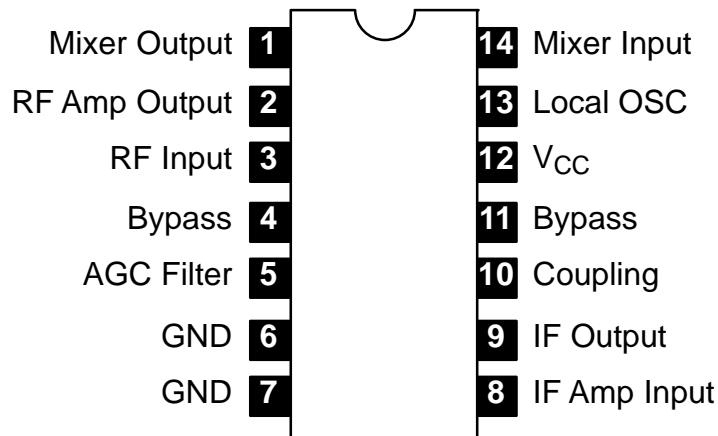 Mixer Output 1 14 Mixer Input
RF Amp Output 2 13 Local OSC
RF Input 3 12 VCC
Bypass 4 11 Bypass
AGC Filter 5 10 Coupling
GND 6 9 IF Output
GND 7 8 IF Amp Input